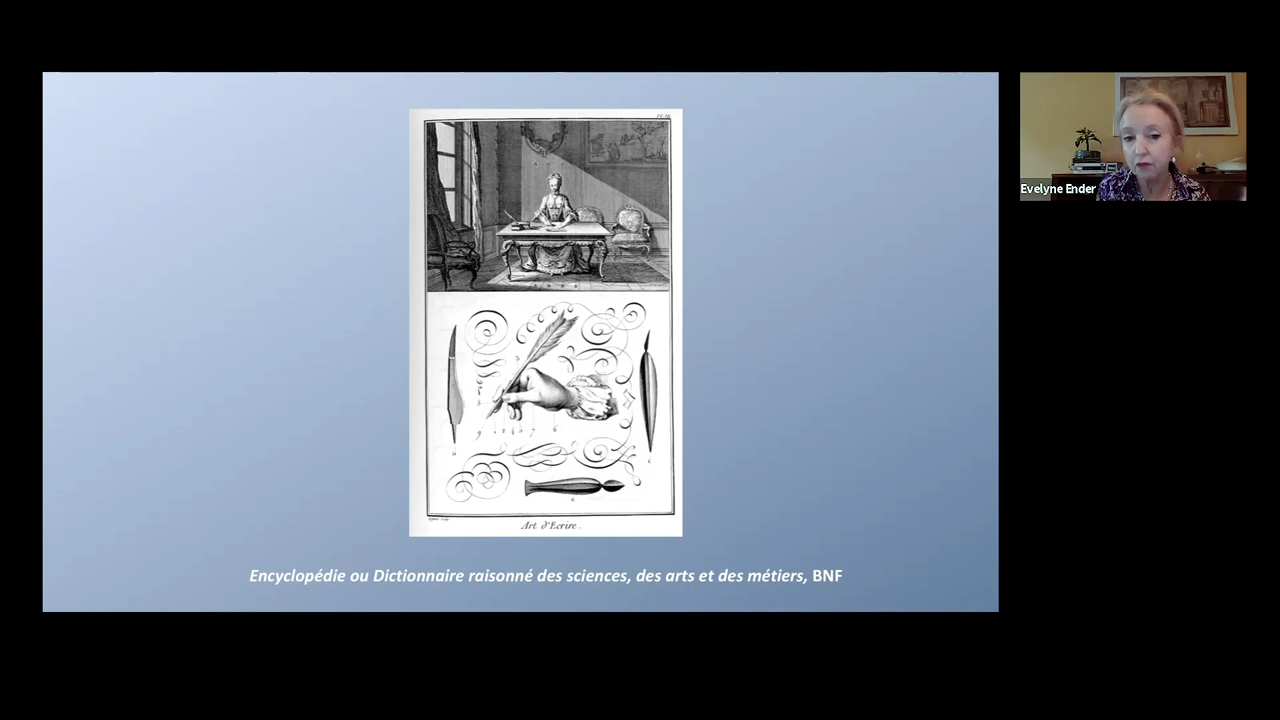 Art d'Ecrire.
Encyclopédie ou Dictionnaire raisonné des sciences, des arts et des métiers, BNF
Evelyne Ender